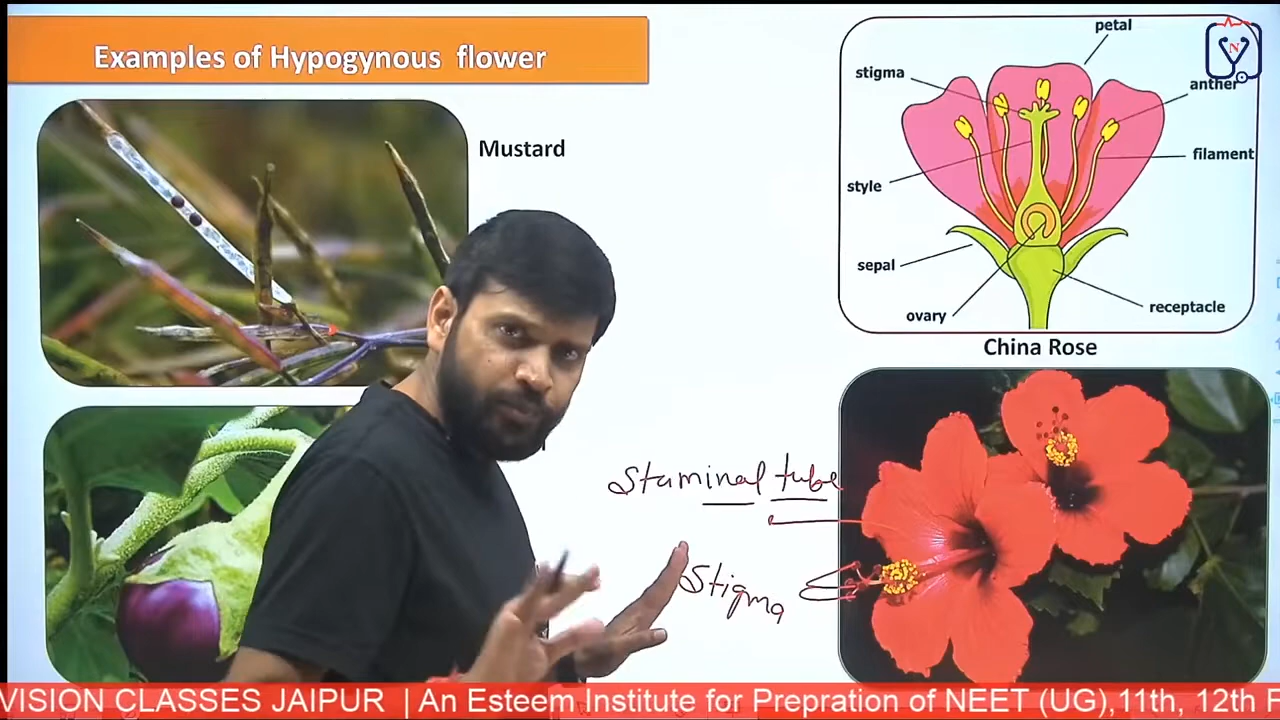 Examples of Hypogynous flower
Mustard
petal
stigma
anther
filament
style
sepal
ovary
receptacle
China Rose
Staminal tube
Stigma
N
VISION CLASSES JAIPUR | An Esteem Institute for Prepration of NEET (UG),11th, 12th F